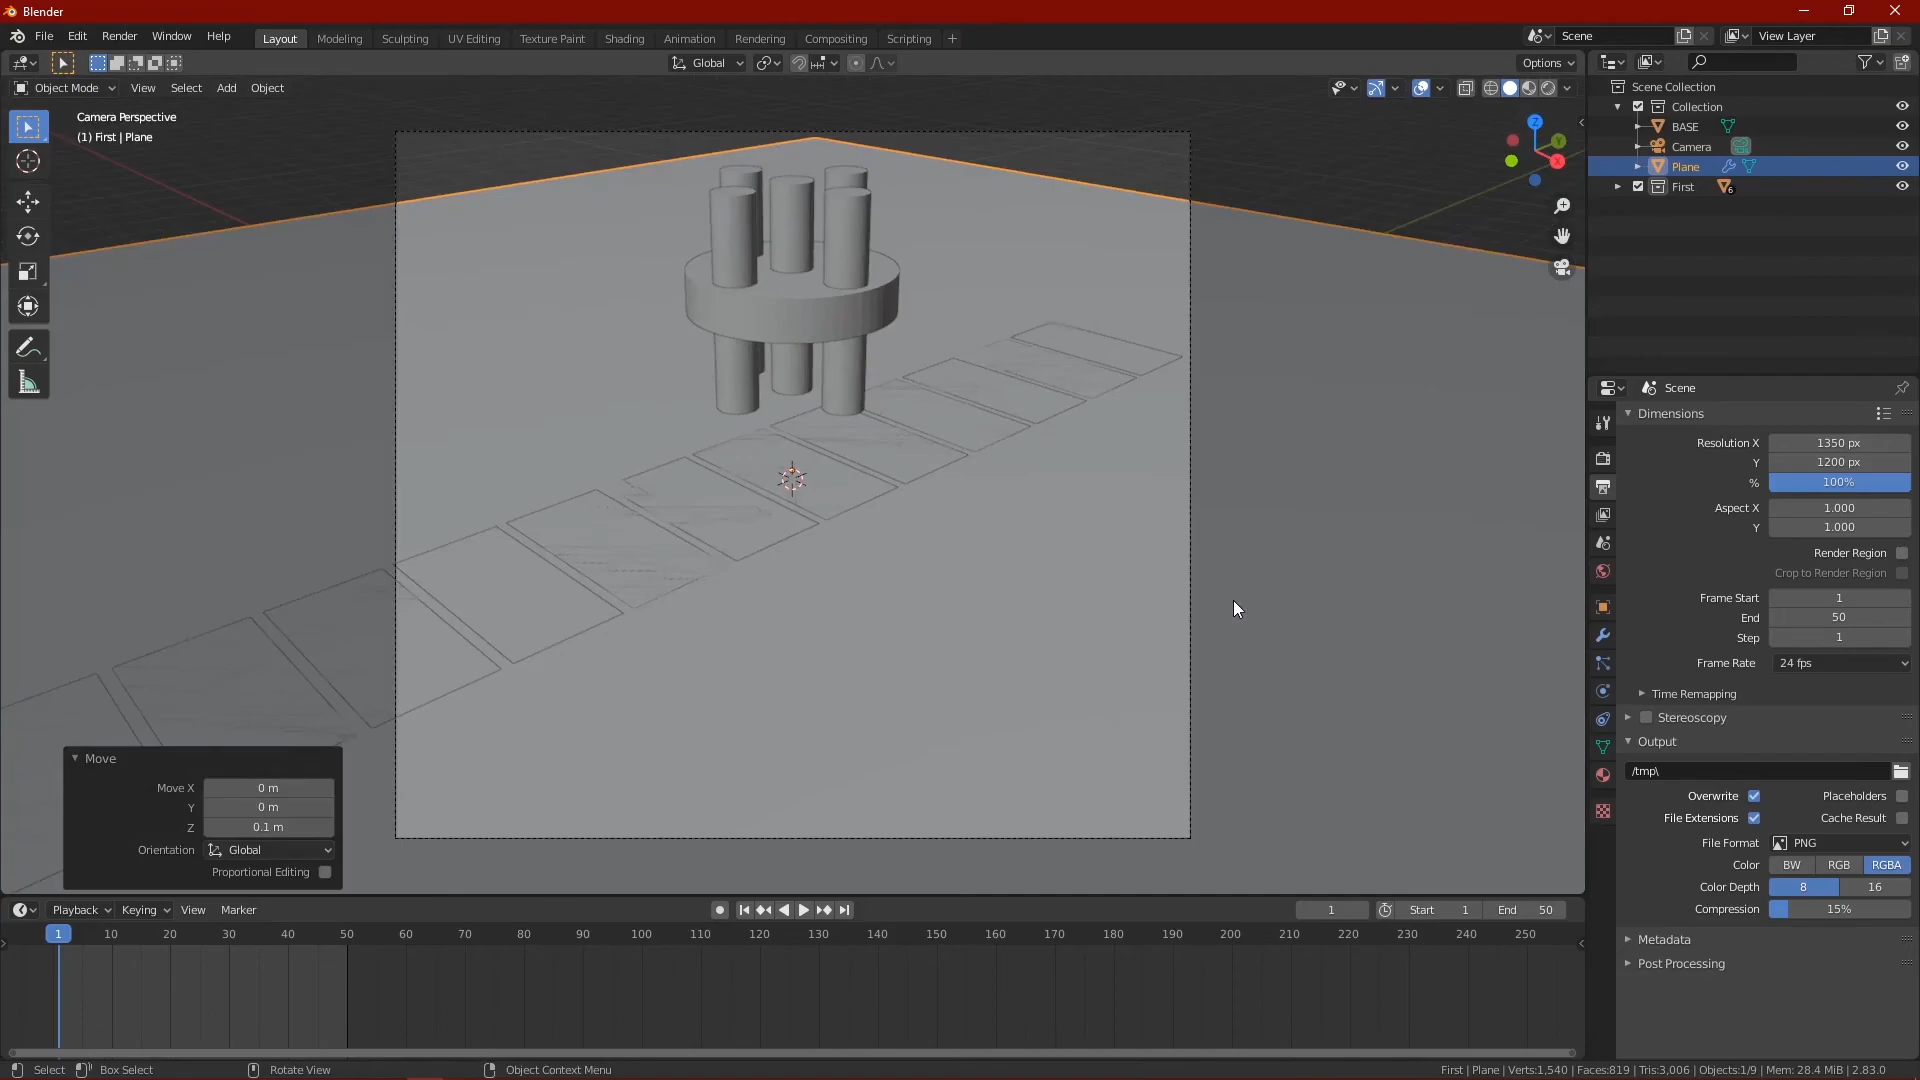 Blender
File Edit Render Window Help Layout Modeling Sculpting UV Editing Texture Paint Shading Animation Rendering Compositing Scripting + Scene View Layer
Global Options
Object Mode View Select Add Object
Camera Perspective
(1) First | Plane
Z
Y
X
Scene Collection
Collection
BASE
Camera
Plane
First 6
Scene
Dimensions
Resolution X 1350 px
Y 1200 px
% 100%
Aspect X 1.000
Y 1.000
Render Region
Crop to Render Region
Frame Start 1
End 50
Step 1
Frame Rate 24 fps
Time Remapping
Stereoscopy
Output
/tmp\
Overwrite Placeholders
File Extensions Cache Result
File Format PNG
Color BW RGB RGBA
Color Depth 8 16
Compression 15%
Metadata
Post Processing
Move
Move X 0 m
Y 0 m
Z 0.1 m
Orientation Global
Proportional Editing
Playback Keying View Marker 1 Start 1 End 50
1 10 20 30 40 50 60 70 80 90 100 110 120 130 140 150 160 170 180 190 200 210 220 230 240 250
Select Box Select Rotate View Object Context Menu First | Plane | Verts:1,540 | Faces:819 | Tris:3,006 | Objects:1/9 | Mem: 28.4 MiB | 2.83.0